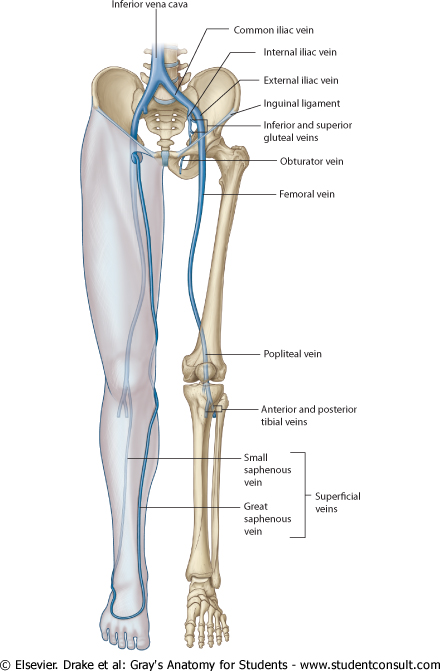 Inferior vena cava
Common iliac vein
Internal iliac vein
External iliac vein
Inguinal ligament
Inferior and superior
gluteal veins
Obturator vein
Femoral vein
Popliteal vein
Anterior and posterior
tibial veins
Small
saphenous
vein
Great
saphenous
vein
Superficial
veins
© Elsevier. Drake et al: Gray's Anatomy for Students - www.studentconsult.com